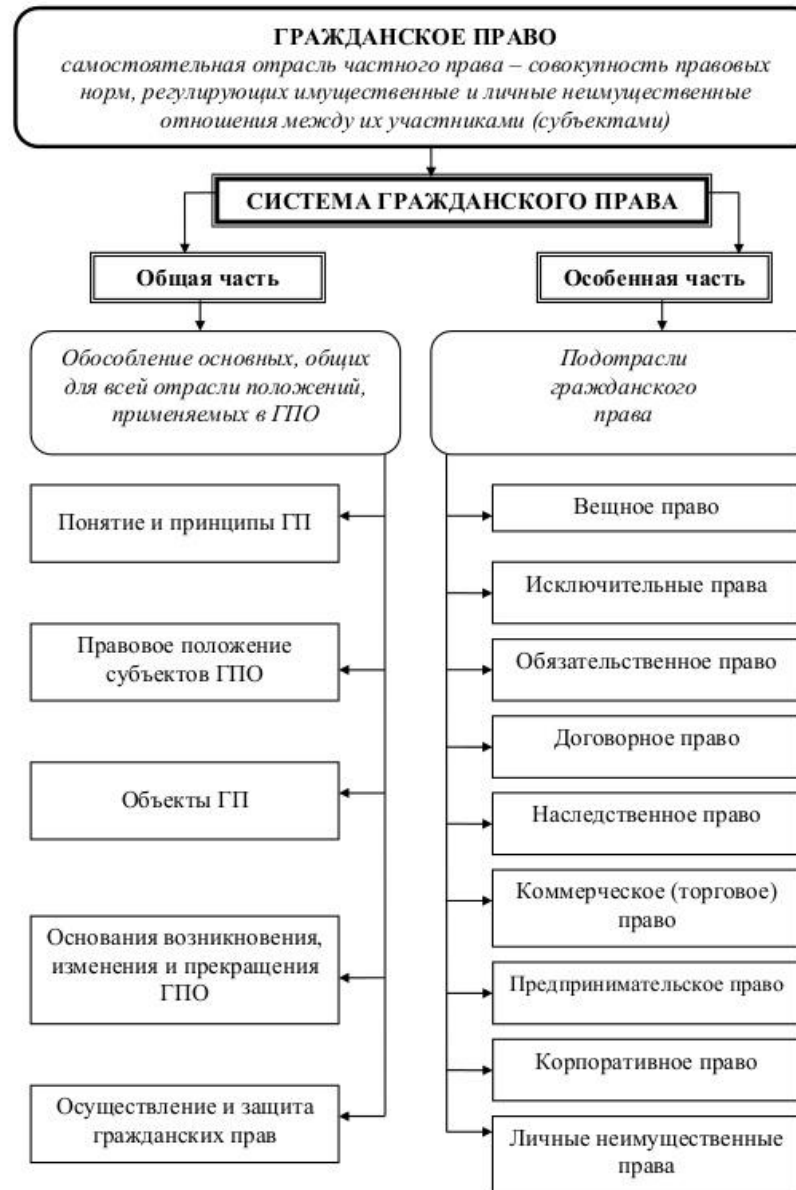 ГРАЖДАНСКОЕ ПРАВО
самостоятельная отрасль частного права – совокупность правовых
норм, регулирующих имущественные и личные неимущественные
отношения между их участниками (субъектами)
СИСТЕМА ГРАЖДАНСКОГО ПРАВА
Общая часть
Обособление основных, общих
для всей отрасли положений,
применяемых в ГПО
Понятие и принципы ГП
Правовое положение
субъектов ГПО
Объекты ГП
Основания возникновения,
изменения и прекращения
ГПО
Осуществление и защита
гражданских прав
Особенная часть
Подотрасли
гражданского
права
Вещное право
Исключительные права
Обязательственное право
Договорное право
Наследственное право
Коммерческое (торговое)
право
Предпринимательское право
Корпоративное право
Личные неимущественные
права